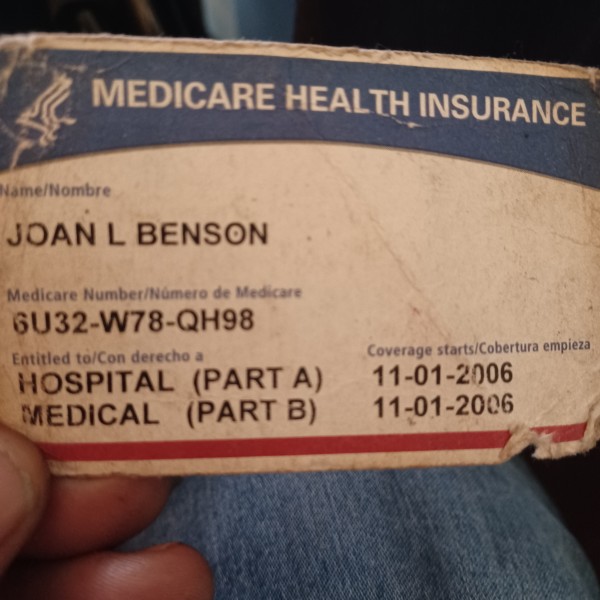 MEDICARE HEALTH INSURANCE
Name/Nombre
JOAN L BENSON
Medicare Number/Número de Medicare
6U32-W78-QH98
Entitled to/Con derecho a
Coverage starts/Cobertura empieza
HOSPITAL (PART A) 11-01-2006
MEDICAL (PART B) 11-01-2006